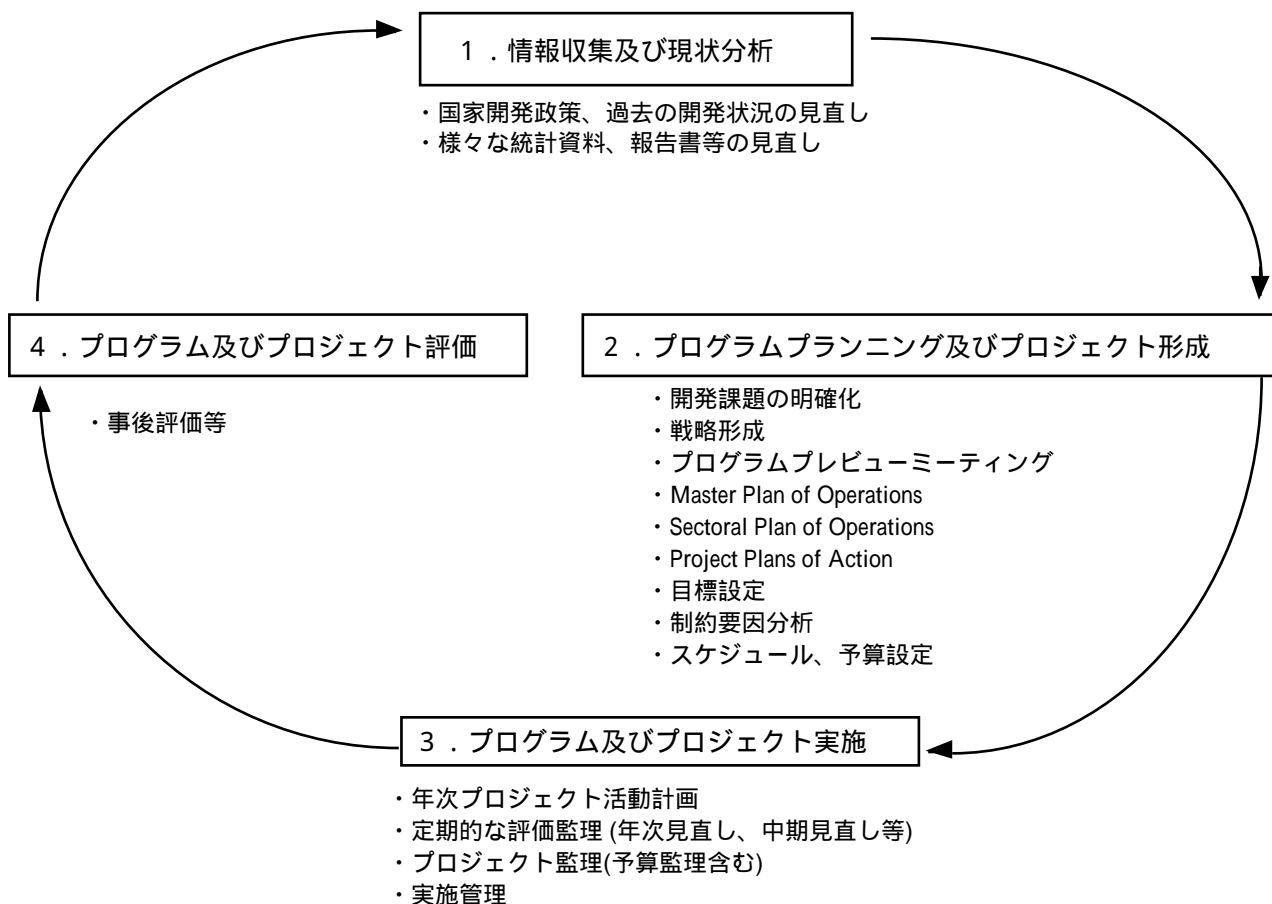 1．情報収集及び現状分析
・国家開発政策、過去の開発状況の見直し
・様々な統計資料、報告書等の見直し
2．プログラムプランニング及びプロジェクト形成
・開発課題の明確化
・戦略形成
・プログラムプレビューミーティング
・Master Plan of Operations
・Sectoral Plan of Operations
・Project Plans of Action
・目標設定
・制約要因分析
・スケジュール、予算設定
3．プログラム及びプロジェクト実施
・年次プロジェクト活動計画
・定期的な評価監理 (年次見直し、中期見直し等)
・プロジェクト監理(予算監理含む)
・実施管理
4．プログラム及びプロジェクト評価
・事後評価等